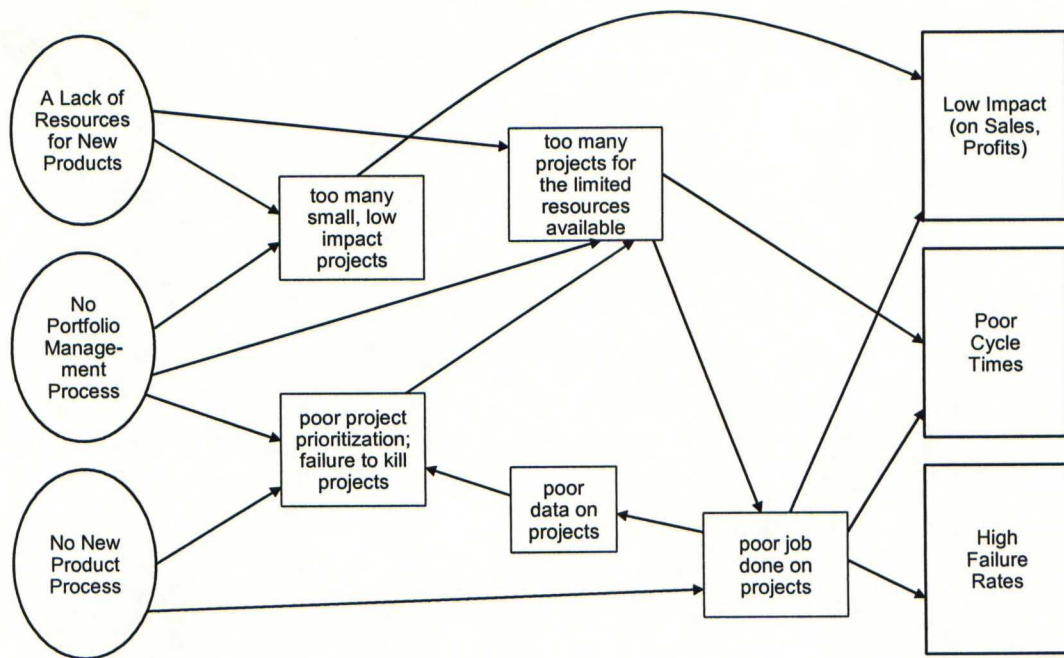 A Lack of
Resources
for New
Products
too many
small, low
impact
projects
too many
projects for
the limited
resources
available
Low Impact
(on Sales,
Profits)
No
Portfolio
Manage-
ment
Process
poor project
prioritization;
failure to kill
projects
poor
data on
projects
Poor
Cycle
Times
No New
Product
Process
poor job
done on
projects
High
Failure
Rates